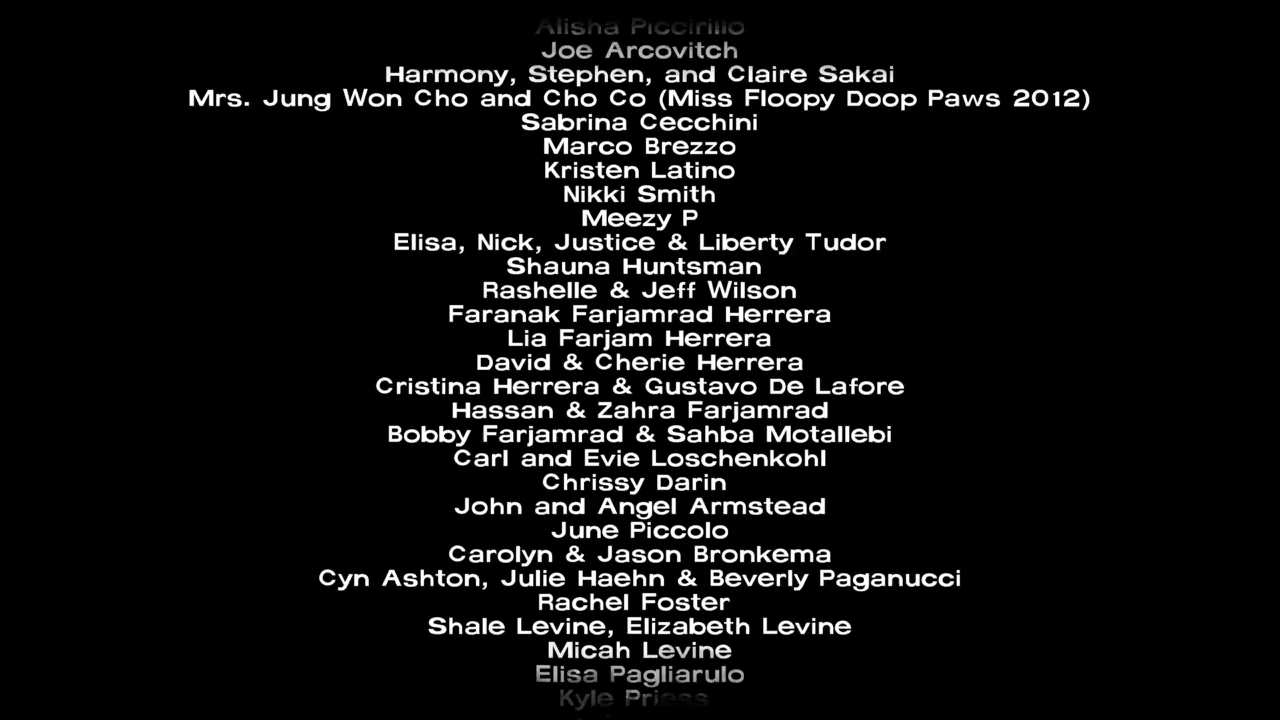 Alisha Piccirillo
Joe Arcovitch
Harmony, Stephen, and Claire Sakai
Mrs. Jung Won Cho and Cho Co (Miss Floopy Doop Paws 2012)
Sabrina Cecchini
Marco Brezzo
Kristen Latino
Nikki Smith
Meezy P
Elisa, Nick, Justice & Liberty Tudor
Shauna Huntsman
Rashelle & Jeff Wilson
Faranak Farjamrad Herrera
Lia Farjam Herrera
David & Cherie Herrera
Cristina Herrera & Gustavo De Lafore
Hassan & Zahra Farjamrad
Bobby Farjamrad & Sahba Motallebi
Carl and Evie Loschenkohl
Chrissy Darin
John and Angel Armstead
June Piccolo
Carolyn & Jason Bronkema
Cyn Ashton, Julie Haehn & Beverly Paganucci
Rachel Foster
Shale Levine, Elizabeth Levine
Micah Levine
Elisa Pagliarulo
Kyle Priess